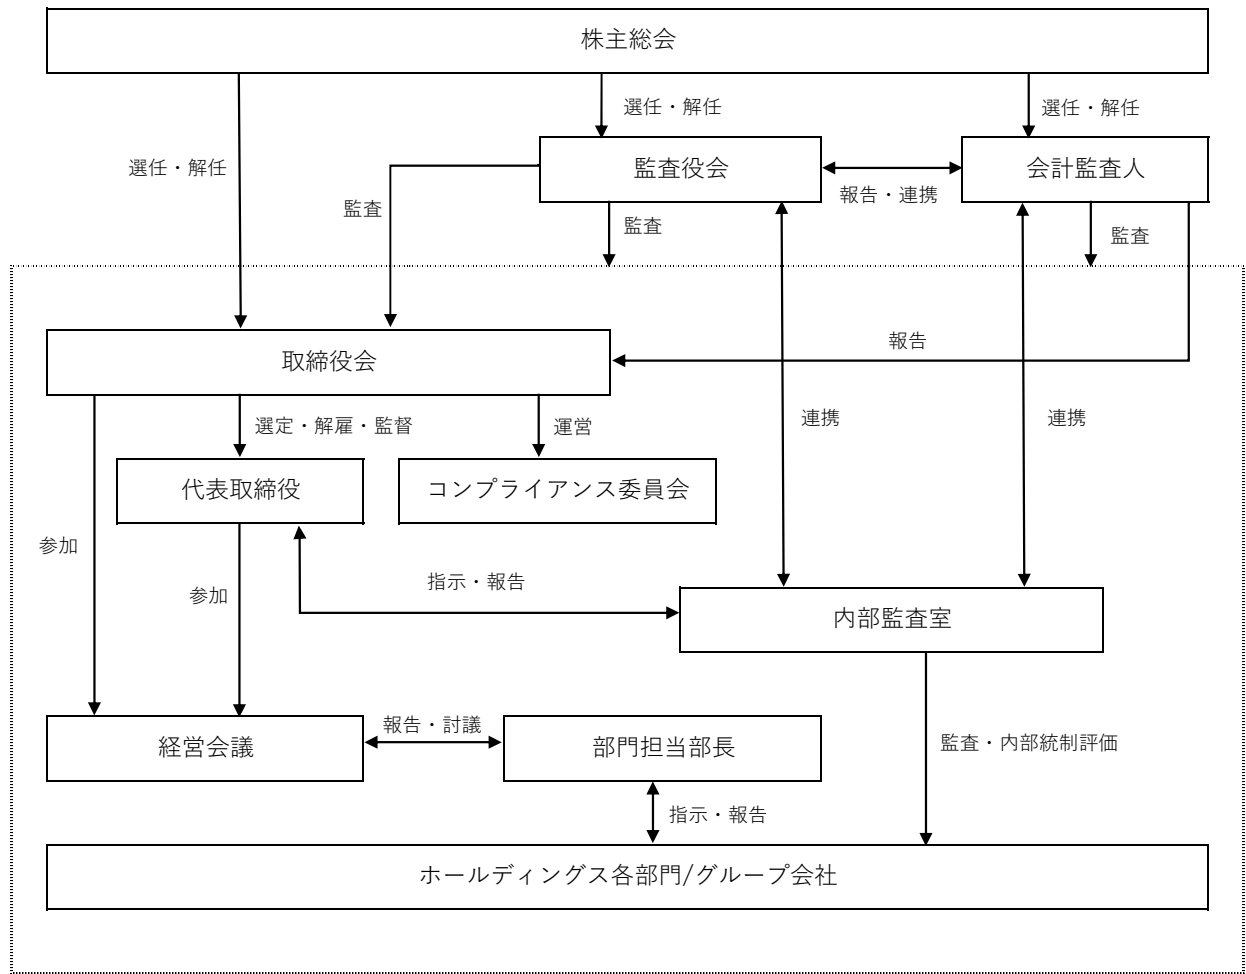 株主総会
選任・解任
選任・解任
選任・解任
監査役会
報告・連携
会計監査人
監査
監査
監査
取締役会
報告
選定・解雇・監督
運営
連携
連携
代表取締役
コンプライアンス委員会
参加
参加
指示・報告
内部監査室
経営会議
報告・討議
部門担当部長
監査・内部統制評価
指示・報告
ホールディングス各部門/グループ会社